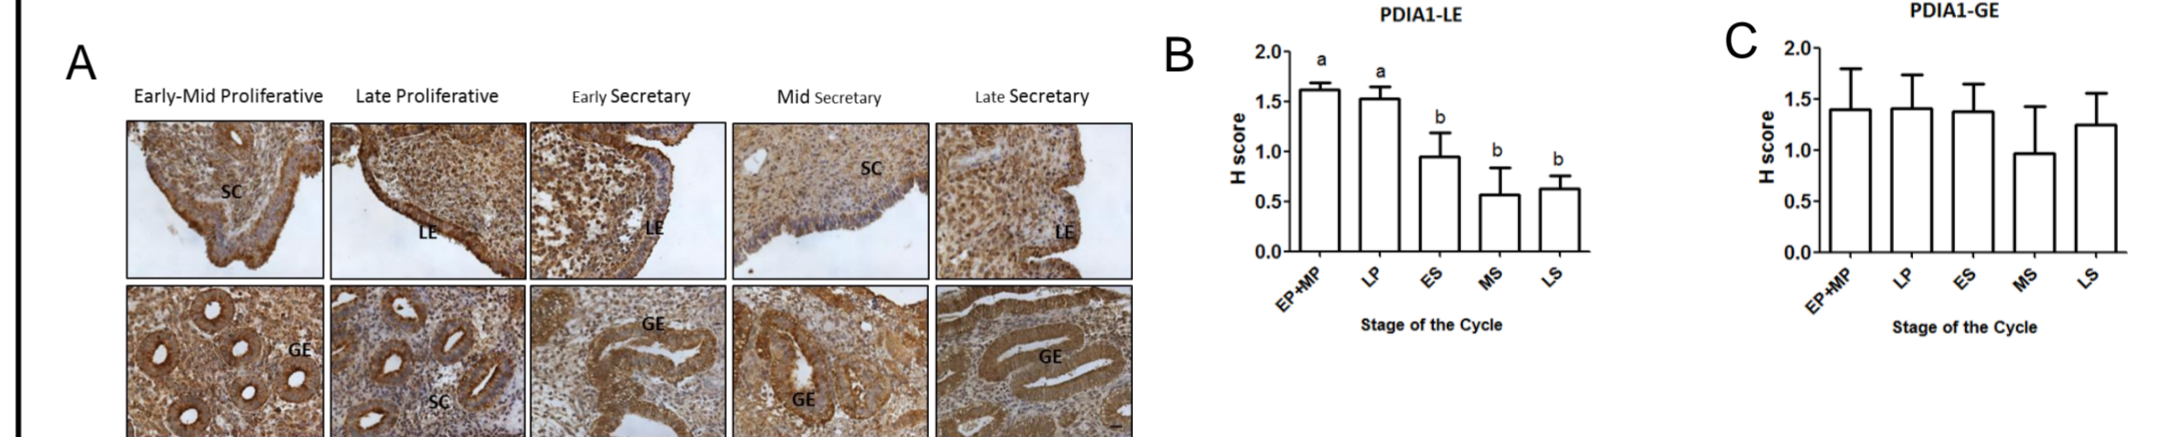 A
Early-Mid Proliferative
Late Proliferative
Early Secretary
Mid Secretary
Late Secretary
SC
LE
LE
SC
LE
GE
SC
GE
GE
GE
B
PDIA1-LE
H score
2.0
1.5
1.0
0.5
0.0
a
a
b
b
b
EP+MP
LP
ES
MS
LS
Stage of the Cycle
C
PDIA1-GE
H score
2.0
1.5
1.0
0.5
0.0
EP+MP
LP
ES
MS
LS
Stage of the Cycle